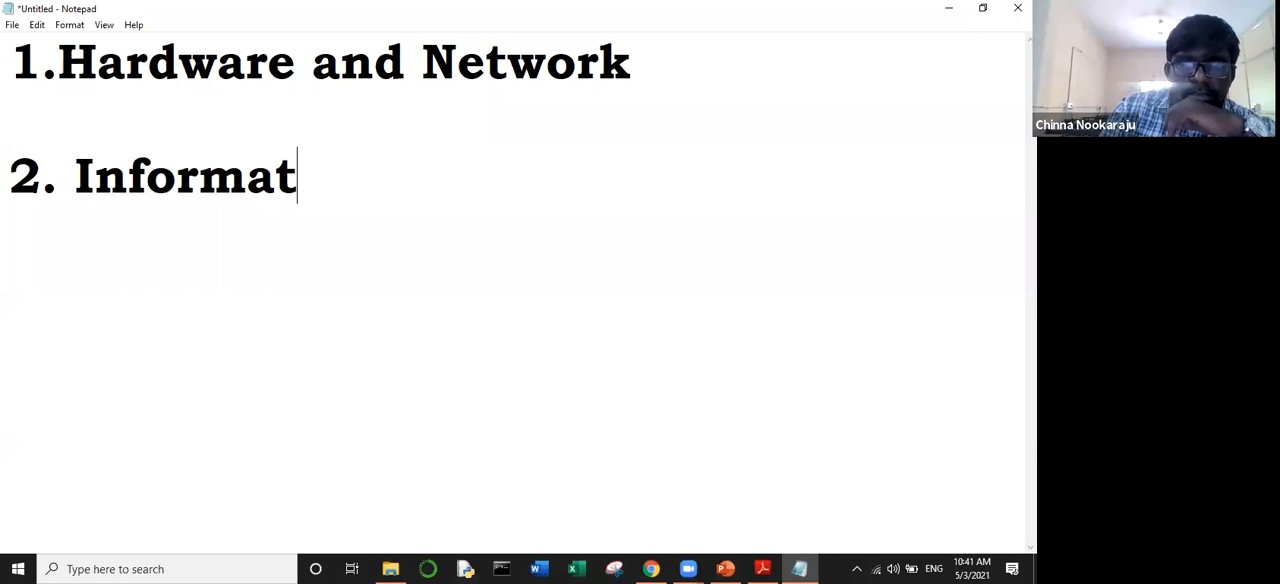 *Untitled - Notepad
File Edit Format View Help
1.Hardware and Network
2. Informat
Chinna Nookaraju
Type here to search
ENG
10:41 AM
5/3/2021